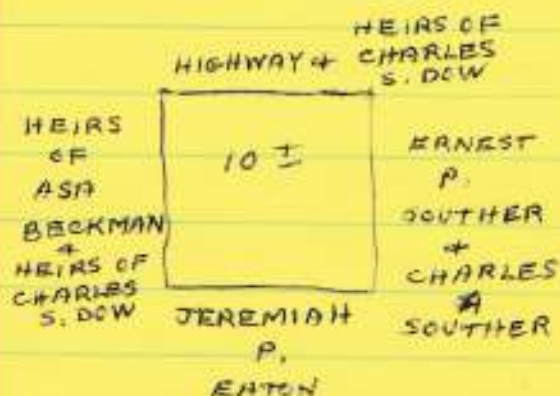 HIGHWAY + HEIRS OF
CHARLES
S. DOW
HEIRS
OF
ASA
BECKMAN
+
HEIRS OF
CHARLES
S. DOW
10 ±
ERNEST
P.
SOUTHER
+
CHARLES
A
SOUTHER
JEREMIAH
P.
EATON